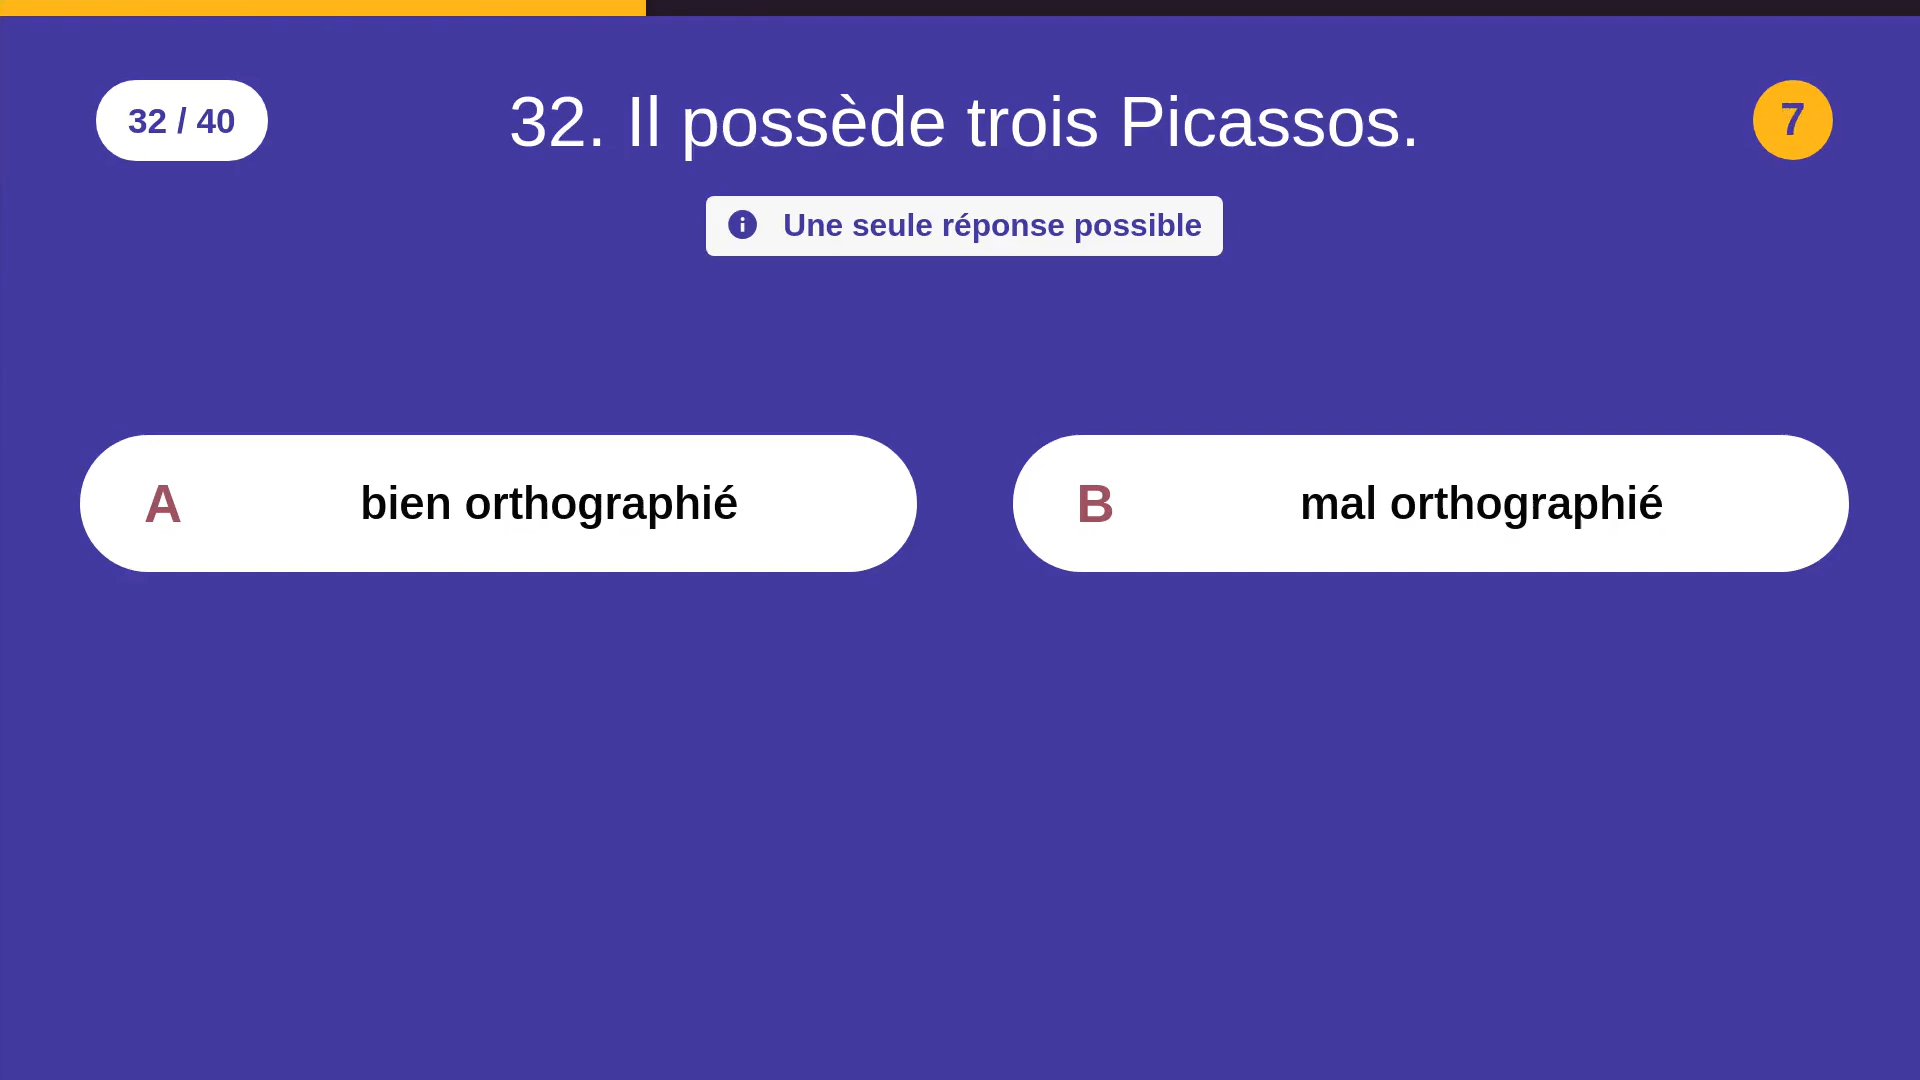 32 / 40
32. Il possède trois Picassos.
7
Une seule réponse possible
A bien orthographié
B mal orthographié